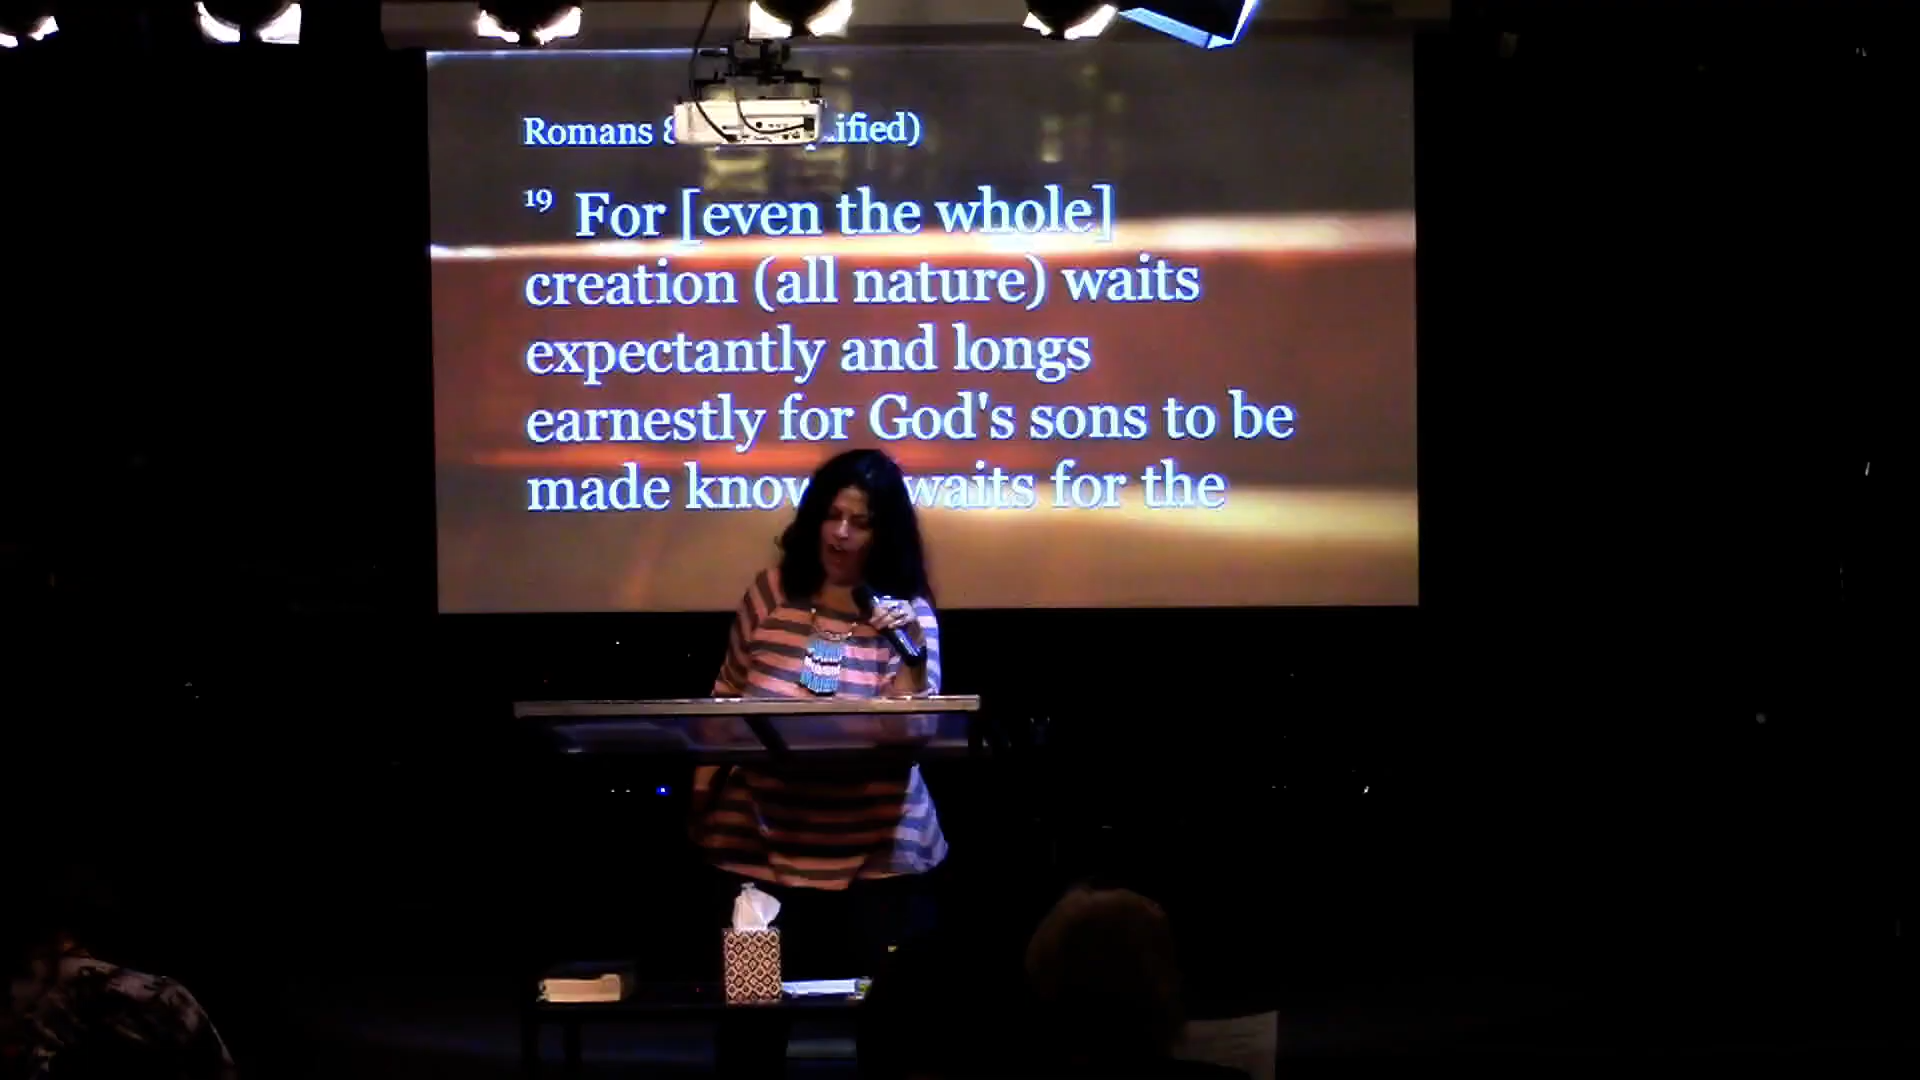 Romans ified)
19 For [even the whole]
creation (all nature) waits
expectantly and longs
earnestly for God's sons to be
made waits for the